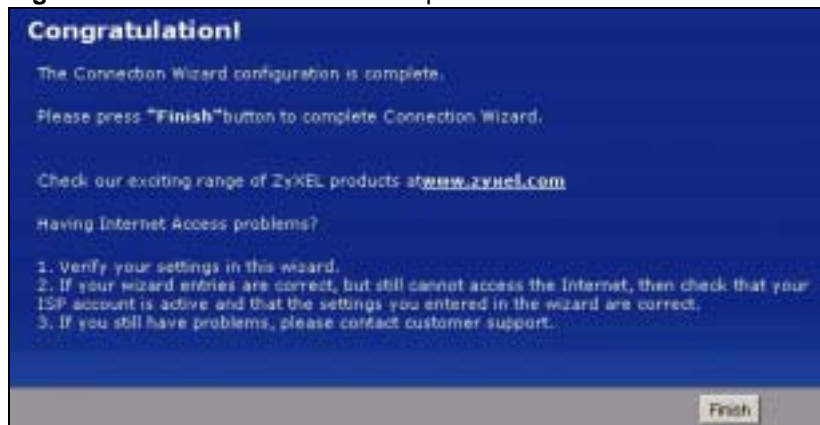 Congratulation!
The Connection Wizard configuration is complete.
Please press "Finish"button to complete Connection Wizard.
Check our exciting range of ZyXEL products atwww.zyxel.com
Having Internet Access problems?
1. Verify your settings in this wizard.
2. If your wizard entries are correct, but still cannot access the Internet, then check that your
ISP account is active and that the settings you entered in the wizard are correct.
3. If you still have problems, please contact customer support.
Finish